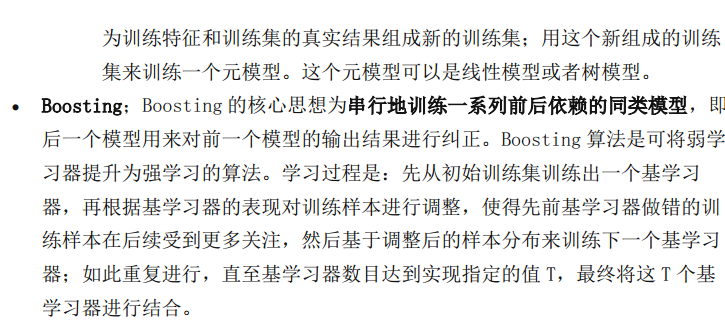 为训练特征和训练集的真实结果组成新的训练集；用这个新组成的训练
集来训练一个元模型。这个元模型可以是线性模型或者树模型。
• Boosting；Boosting 的核心思想为串行地训练一系列前后依赖的同类模型，即
后一个模型用来对前一个模型的输出结果进行纠正。Boosting 算法是可将弱学
习器提升为强学习的算法。学习过程是：先从初始训练集训练出一个基学习
器，再根据基学习器的表现对训练样本进行调整，使得先前基学习器做错的训
练样本在后续受到更多关注，然后基于调整后的样本分布来训练下一个基学习
器；如此重复进行，直至基学习器数目达到实现指定的值 T，最终将这 T 个基
学习器进行结合。